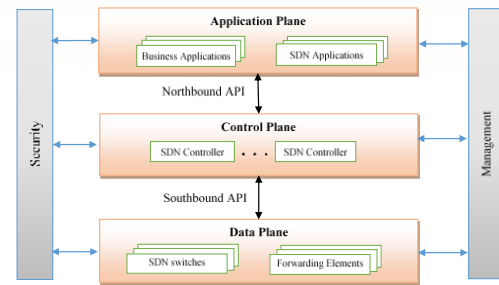 Application Plane
Business Applications
SDN Applications
Northbound API
Control Plane
SDN Controller
. . .
SDN Controller
Southbound API
Data Plane
SDN switches
Forwarding Elements
Security
Management